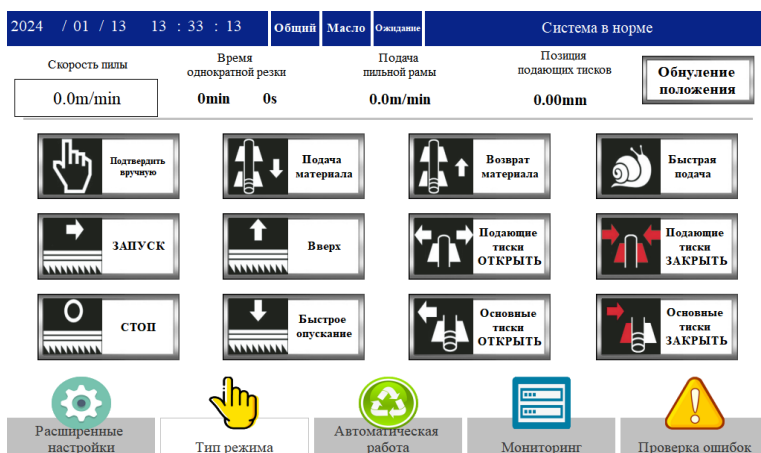 2024 / 01 / 13 13 : 33 : 13 Общий Масло Ожидание Система в норме
Скорость пилы
0.0m/min
Время
однократной резки
0min 0s
Подача
пильной рамы
0.0m/min
Позиция
подающих тисков
0.00mm
Обнуление
положения
Подтвердить
вручную
Подача
материала
Возврат
материала
Быстрая
подача
ЗАПУСК
Вверх
Подающие
тиски
ОТКРЫТЬ
Подающие
тиски
ЗАКРЫТЬ
СТОП
Быстрое
опускание
Основные
тиски
ОТКРЫТЬ
Основные
тиски
ЗАКРЫТЬ
Расширенные
настройки
Тип режима
Автоматическая
работа
Мониторинг
Проверка ошибок